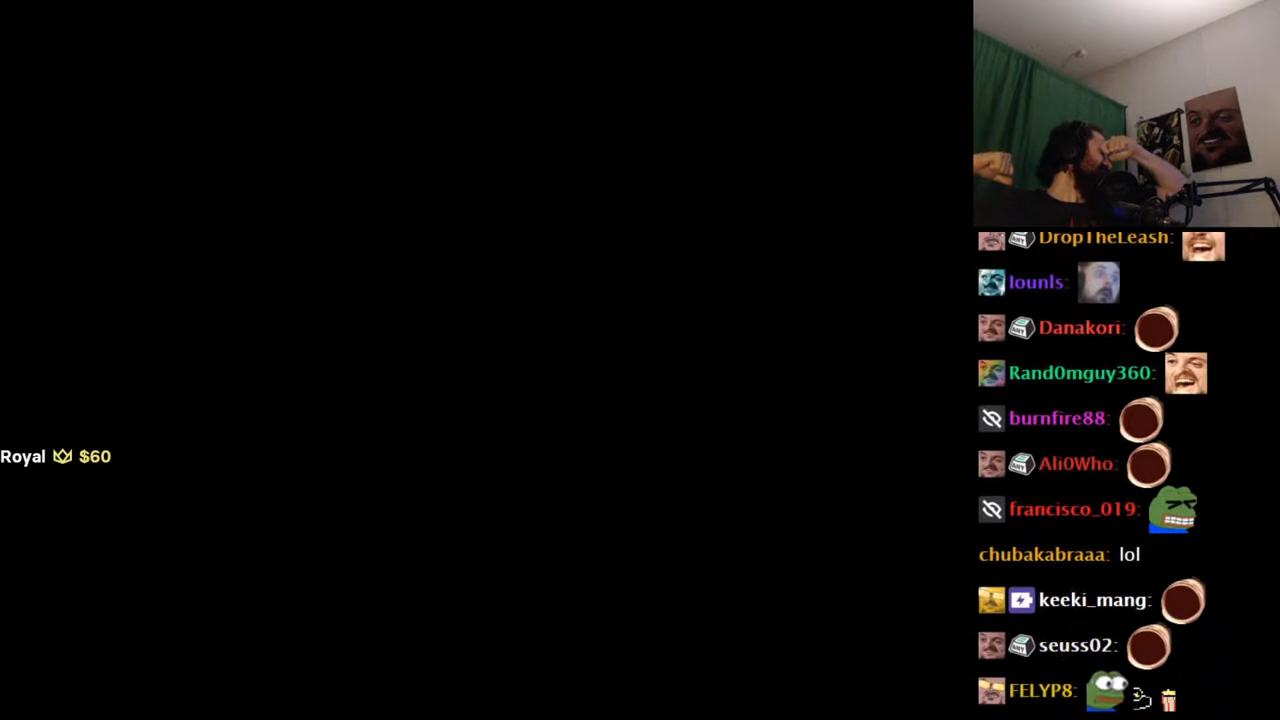 DropTheLeash:
lounls:
Danakori:
Rand0mguy360:
burnfire88:
Ali0Who:
Royal $60
francisco_019:
chubakabraaa: lol
keeki_mang:
seuss02:
FELYP8: